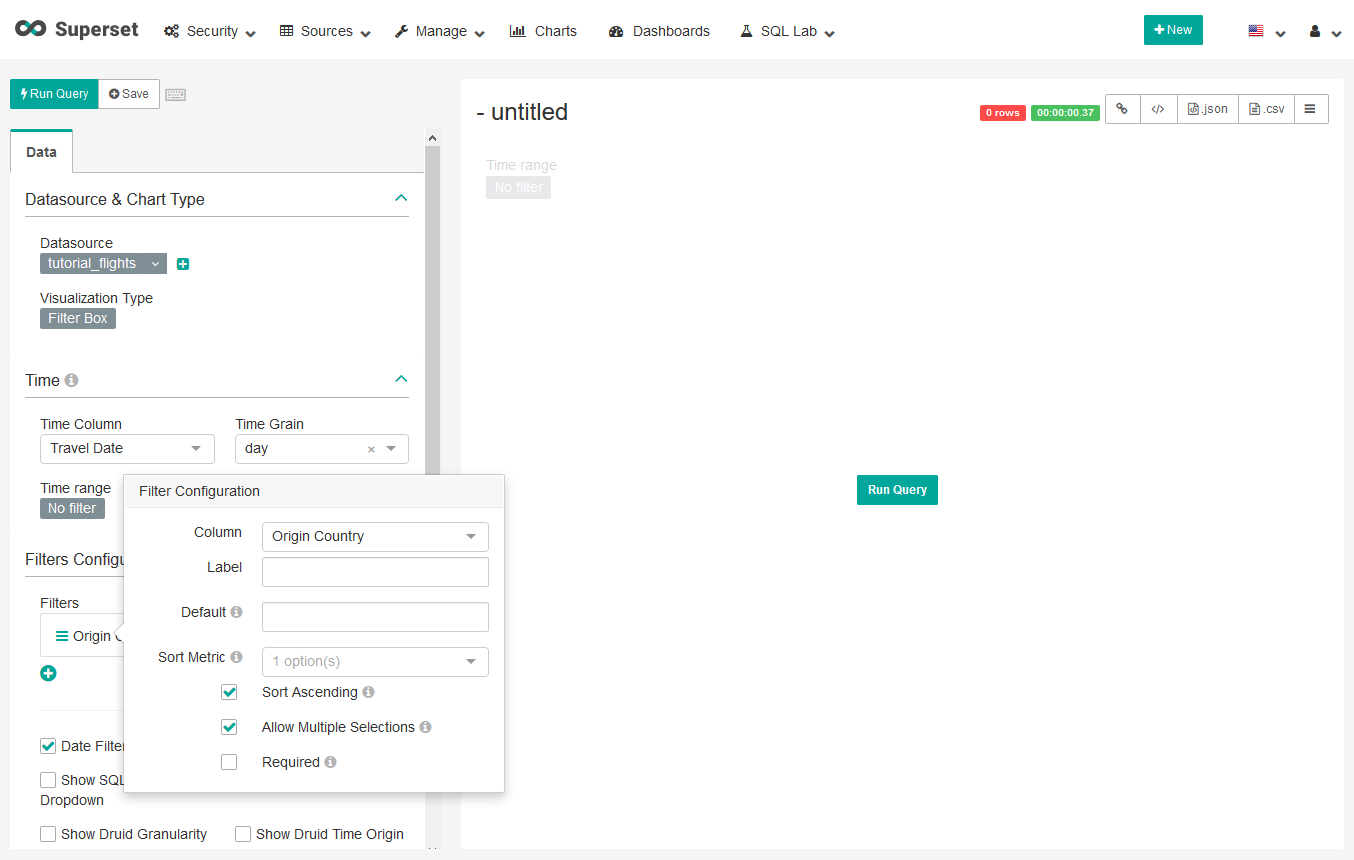 Superset Security Sources Manage Charts Dashboards SQL Lab New
Run Query Save
Data
Datasource & Chart Type
Datasource
tutorial_flights
Visualization Type
Filter Box
Time
Time Column Time Grain
Travel Date day ×
Time range
No filter
Filters Configu
Filters
Origin
Date Filter
Show SQL
Dropdown
Show Druid Granularity Show Druid Time Origin
Filter Configuration
Column Origin Country
Label
Default
Sort Metric 1 option(s)
Sort Ascending
Allow Multiple Selections
Required
- untitled
0 rows 00:00:00.37 </> .json .csv
Time range
No filter
Run Query